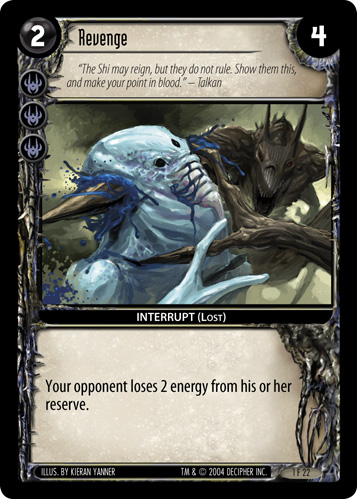 2 Revenge 4
"The Shi may reign, but they do not rule. Show them this,
and make your point in blood." – Talkan
INTERRUPT (LOST)
Your opponent loses 2 energy from his or her
reserve.
ILLUS. BY KIERAN YANNER TM & © 2004 DECIPHER INC. 1 F 22